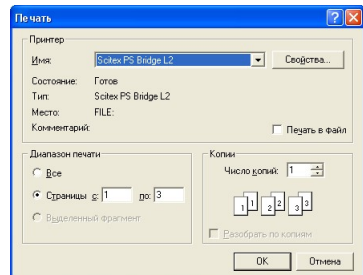 Печать
Принтер
Имя: Scitex PS Bridge L2 Свойства...
Состояние: Готов
Тип: Scitex PS Bridge L2
Место: FILE:
Комментарий: Печать в файл
Диапазон печати
Все
Страницы с: 1 по: 3
Выделенный фрагмент
Копии
Число копий: 1
1 1 2 2 3 3
Разобрать по копиям
OK Отмена